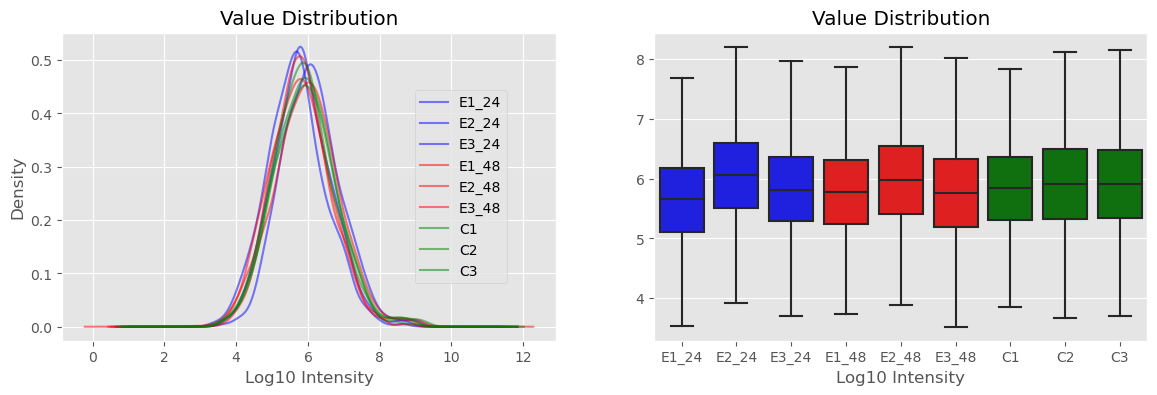 Value Distribution
Density
0.5
0.4
0.3
0.2
0.1
0.0
0
2
4
6
8
10
12
Log10 Intensity
E1_24
E2_24
E3_24
E1_48
E2_48
E3_48
C1
C2
C3
Value Distribution
8
7
6
5
4
E1_24
E2_24
E3_24
E1_48
E2_48
E3_48
C1
C2
C3
Log10 Intensity